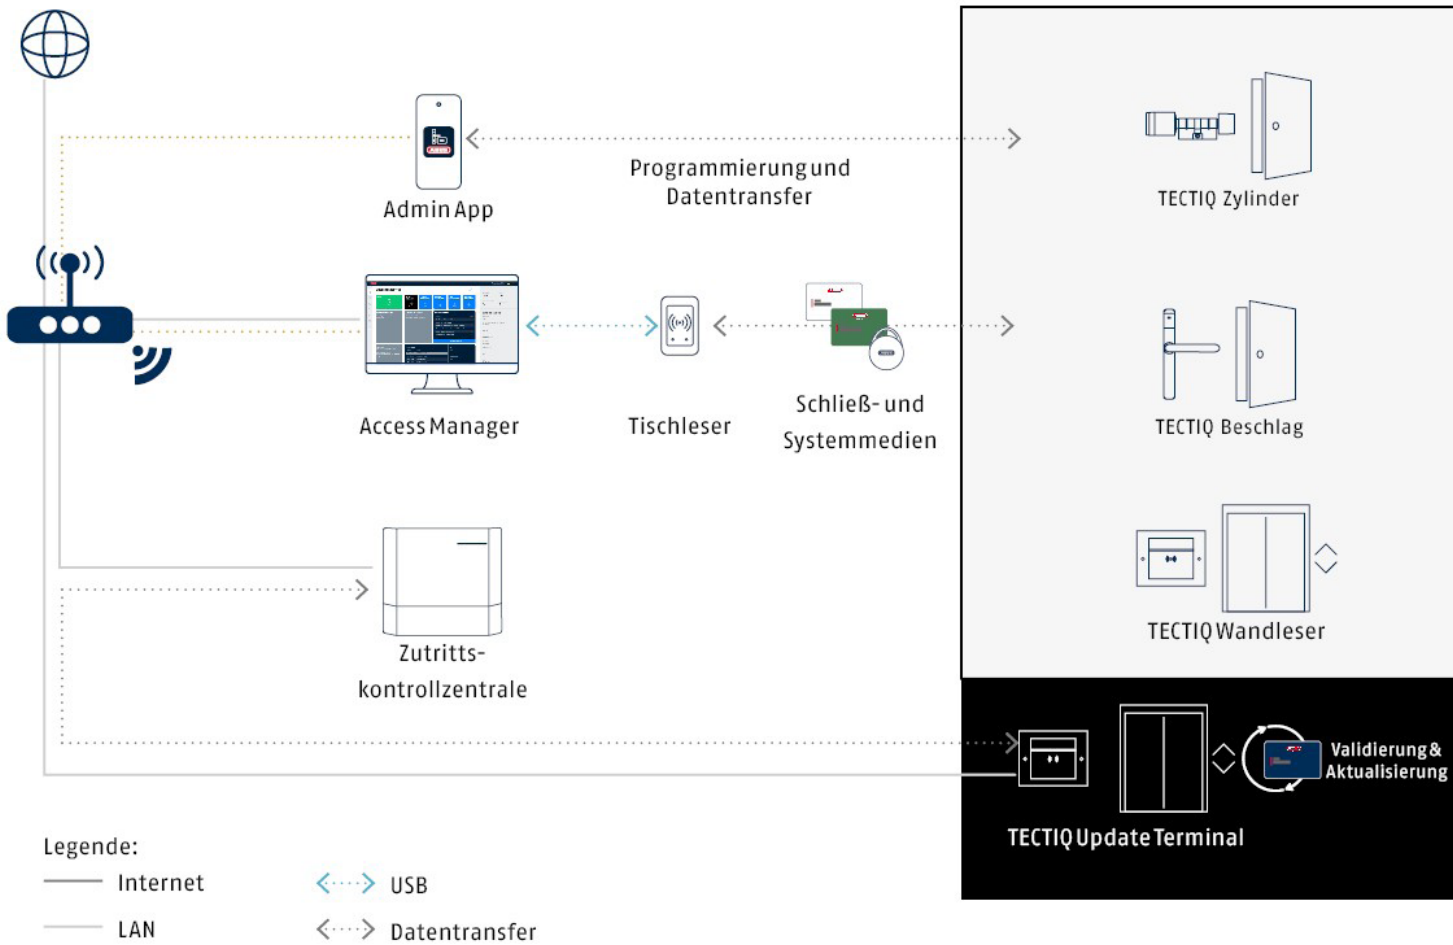 Admin App
Programmierung und
Datentransfer
TECTIQ Zylinder
Access Manager
Tischleser
Schließ- und
Systemmedien
TECTIQ Beschlag
TECTIQ Wandleser
Zutritts-
kontrollzentrale
Validierung &
Aktualisierung
TECTIQ Update Terminal
Legende:
Internet
USB
LAN
Datentransfer